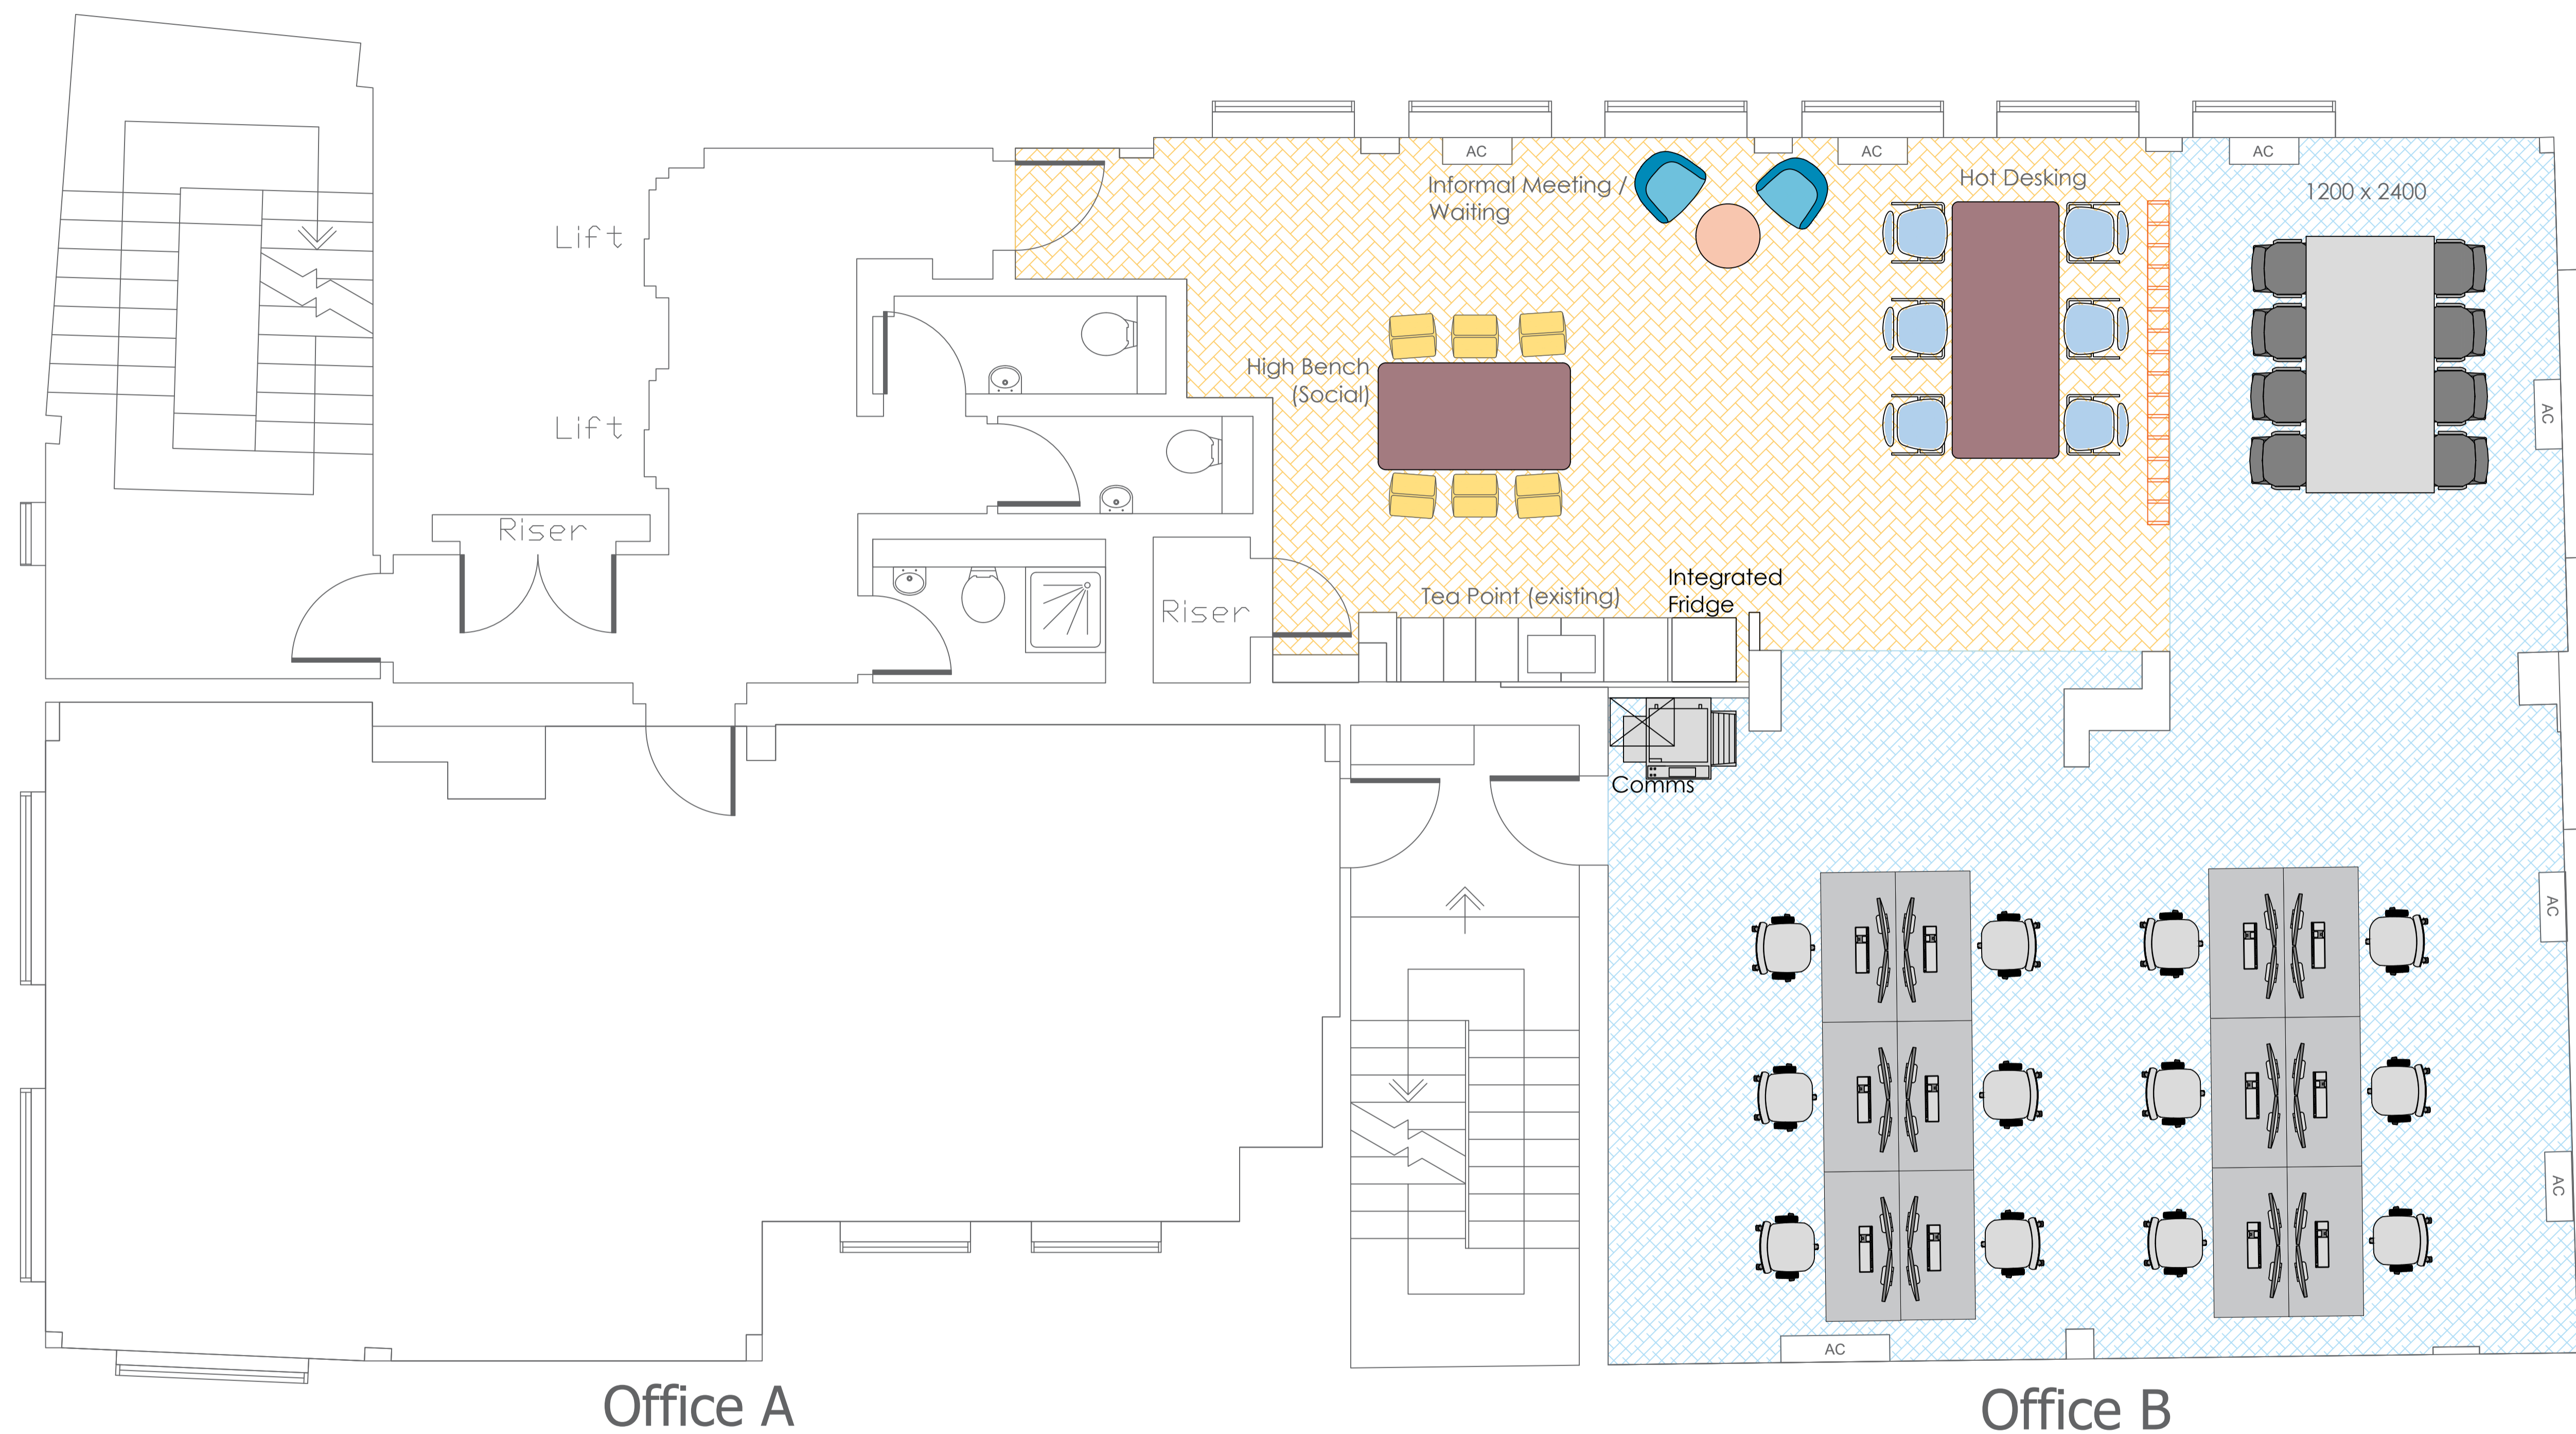 AC
AC
AC
Informal Meeting /
Waiting
Hot Desking
1200 x 2400
Lift
High Bench
(Social)
Lift
AC
Riser
Integrated
Fridge
Tea Point (existing)
Riser
Comms
AC
AC
AC
Office A
Office B